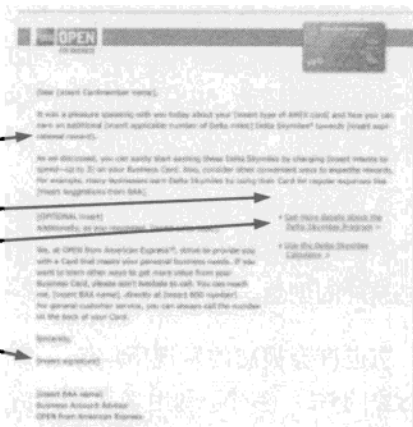 OPEN
Dear [insert Cardmember name],
It was a pleasure speaking with you today about your [insert type of AMEX card] and how you can
earn an additional [insert applicable number of Delta miles] Delta Skymiles® towards [insert aspi-
rational reward].
As we discussed, you can easily start earning these Delta Skymiles by charging [insert intents to
spend—up to 3] on your Business Card. Also, consider other convenient ways to expedite rewards.
For example, many businesses earn Delta Skymiles by using their Card for regular expenses like
[insert suggestions from BAA].
[OPTIONAL insert]
Additionally, as you requested,
• Get more details about the
Delta Skymiles Program >
• Use the Delta Skymiles
Calculator >
We, at OPEN from American Express™, strive to provide you
with a Card that meets your personal business needs. If you
want to learn other ways to get more value from your
Business Card, please don't hesitate to call. You can reach
me, [insert BAA name], directly at [insert 800 number].
For general customer service, you can always call the number
on the back of your Card.
Sincerely,
[insert signature]
[insert BAA name]
Business Account Advisor
OPEN from American Express